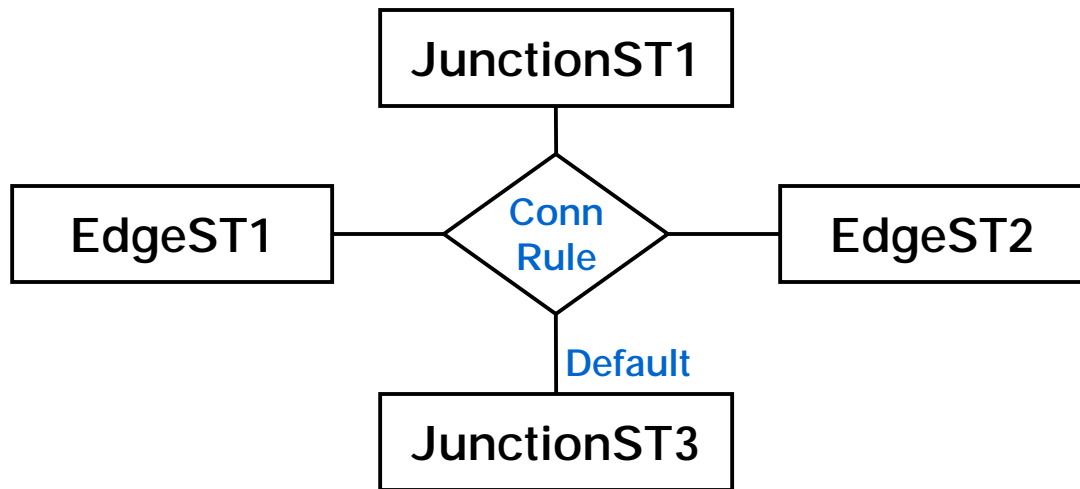 JunctionST1
EdgeST1
Conn
Rule
EdgeST2
Default
JunctionST3